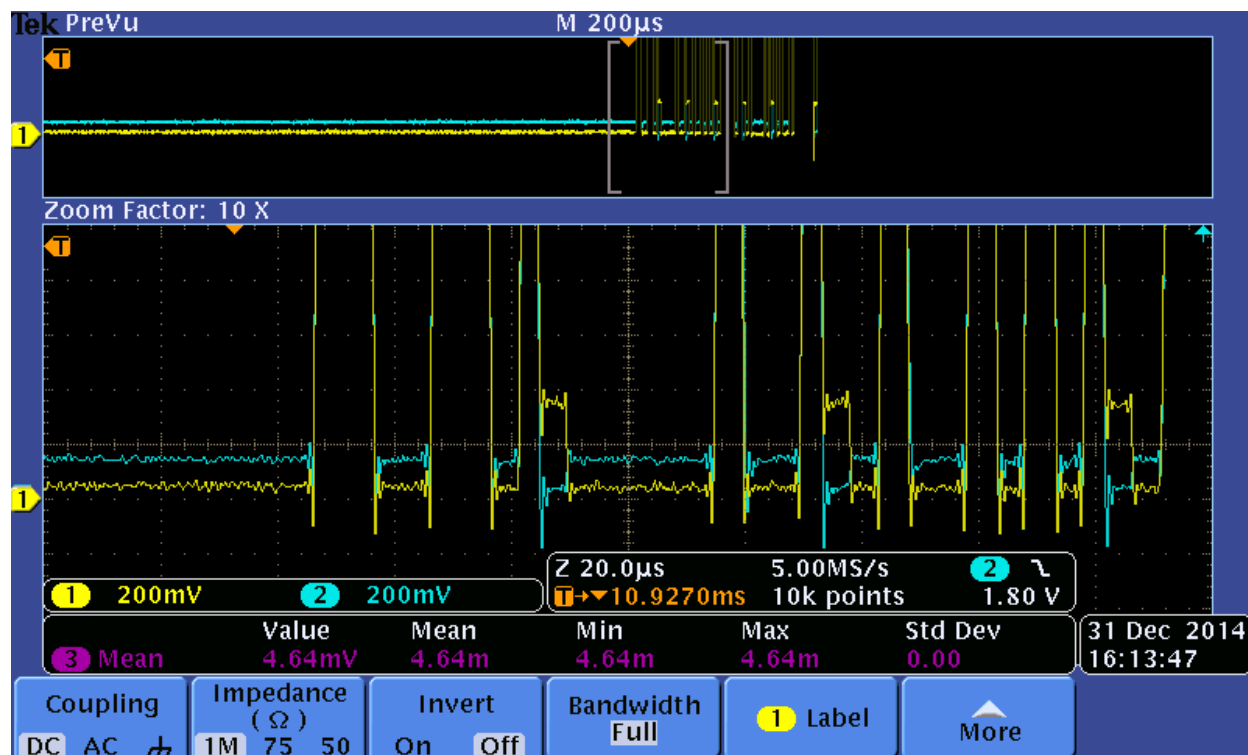 Tek PreVu M 200µs
T
1
Zoom Factor: 10 X
T
1
1 200mV 2 200mV
Z 20.0µs 5.00MS/s 2
T→▼10.9270ms 10k points 1.80 V
Value Mean Min Max Std Dev
3 Mean 4.64mV 4.64m 4.64m 4.64m 0.00
31 Dec 2014
16:13:47
Coupling
DC AC
Impedance
(Ω)
1M 75 50
Invert
On Off
Bandwidth
Full
1 Label
More